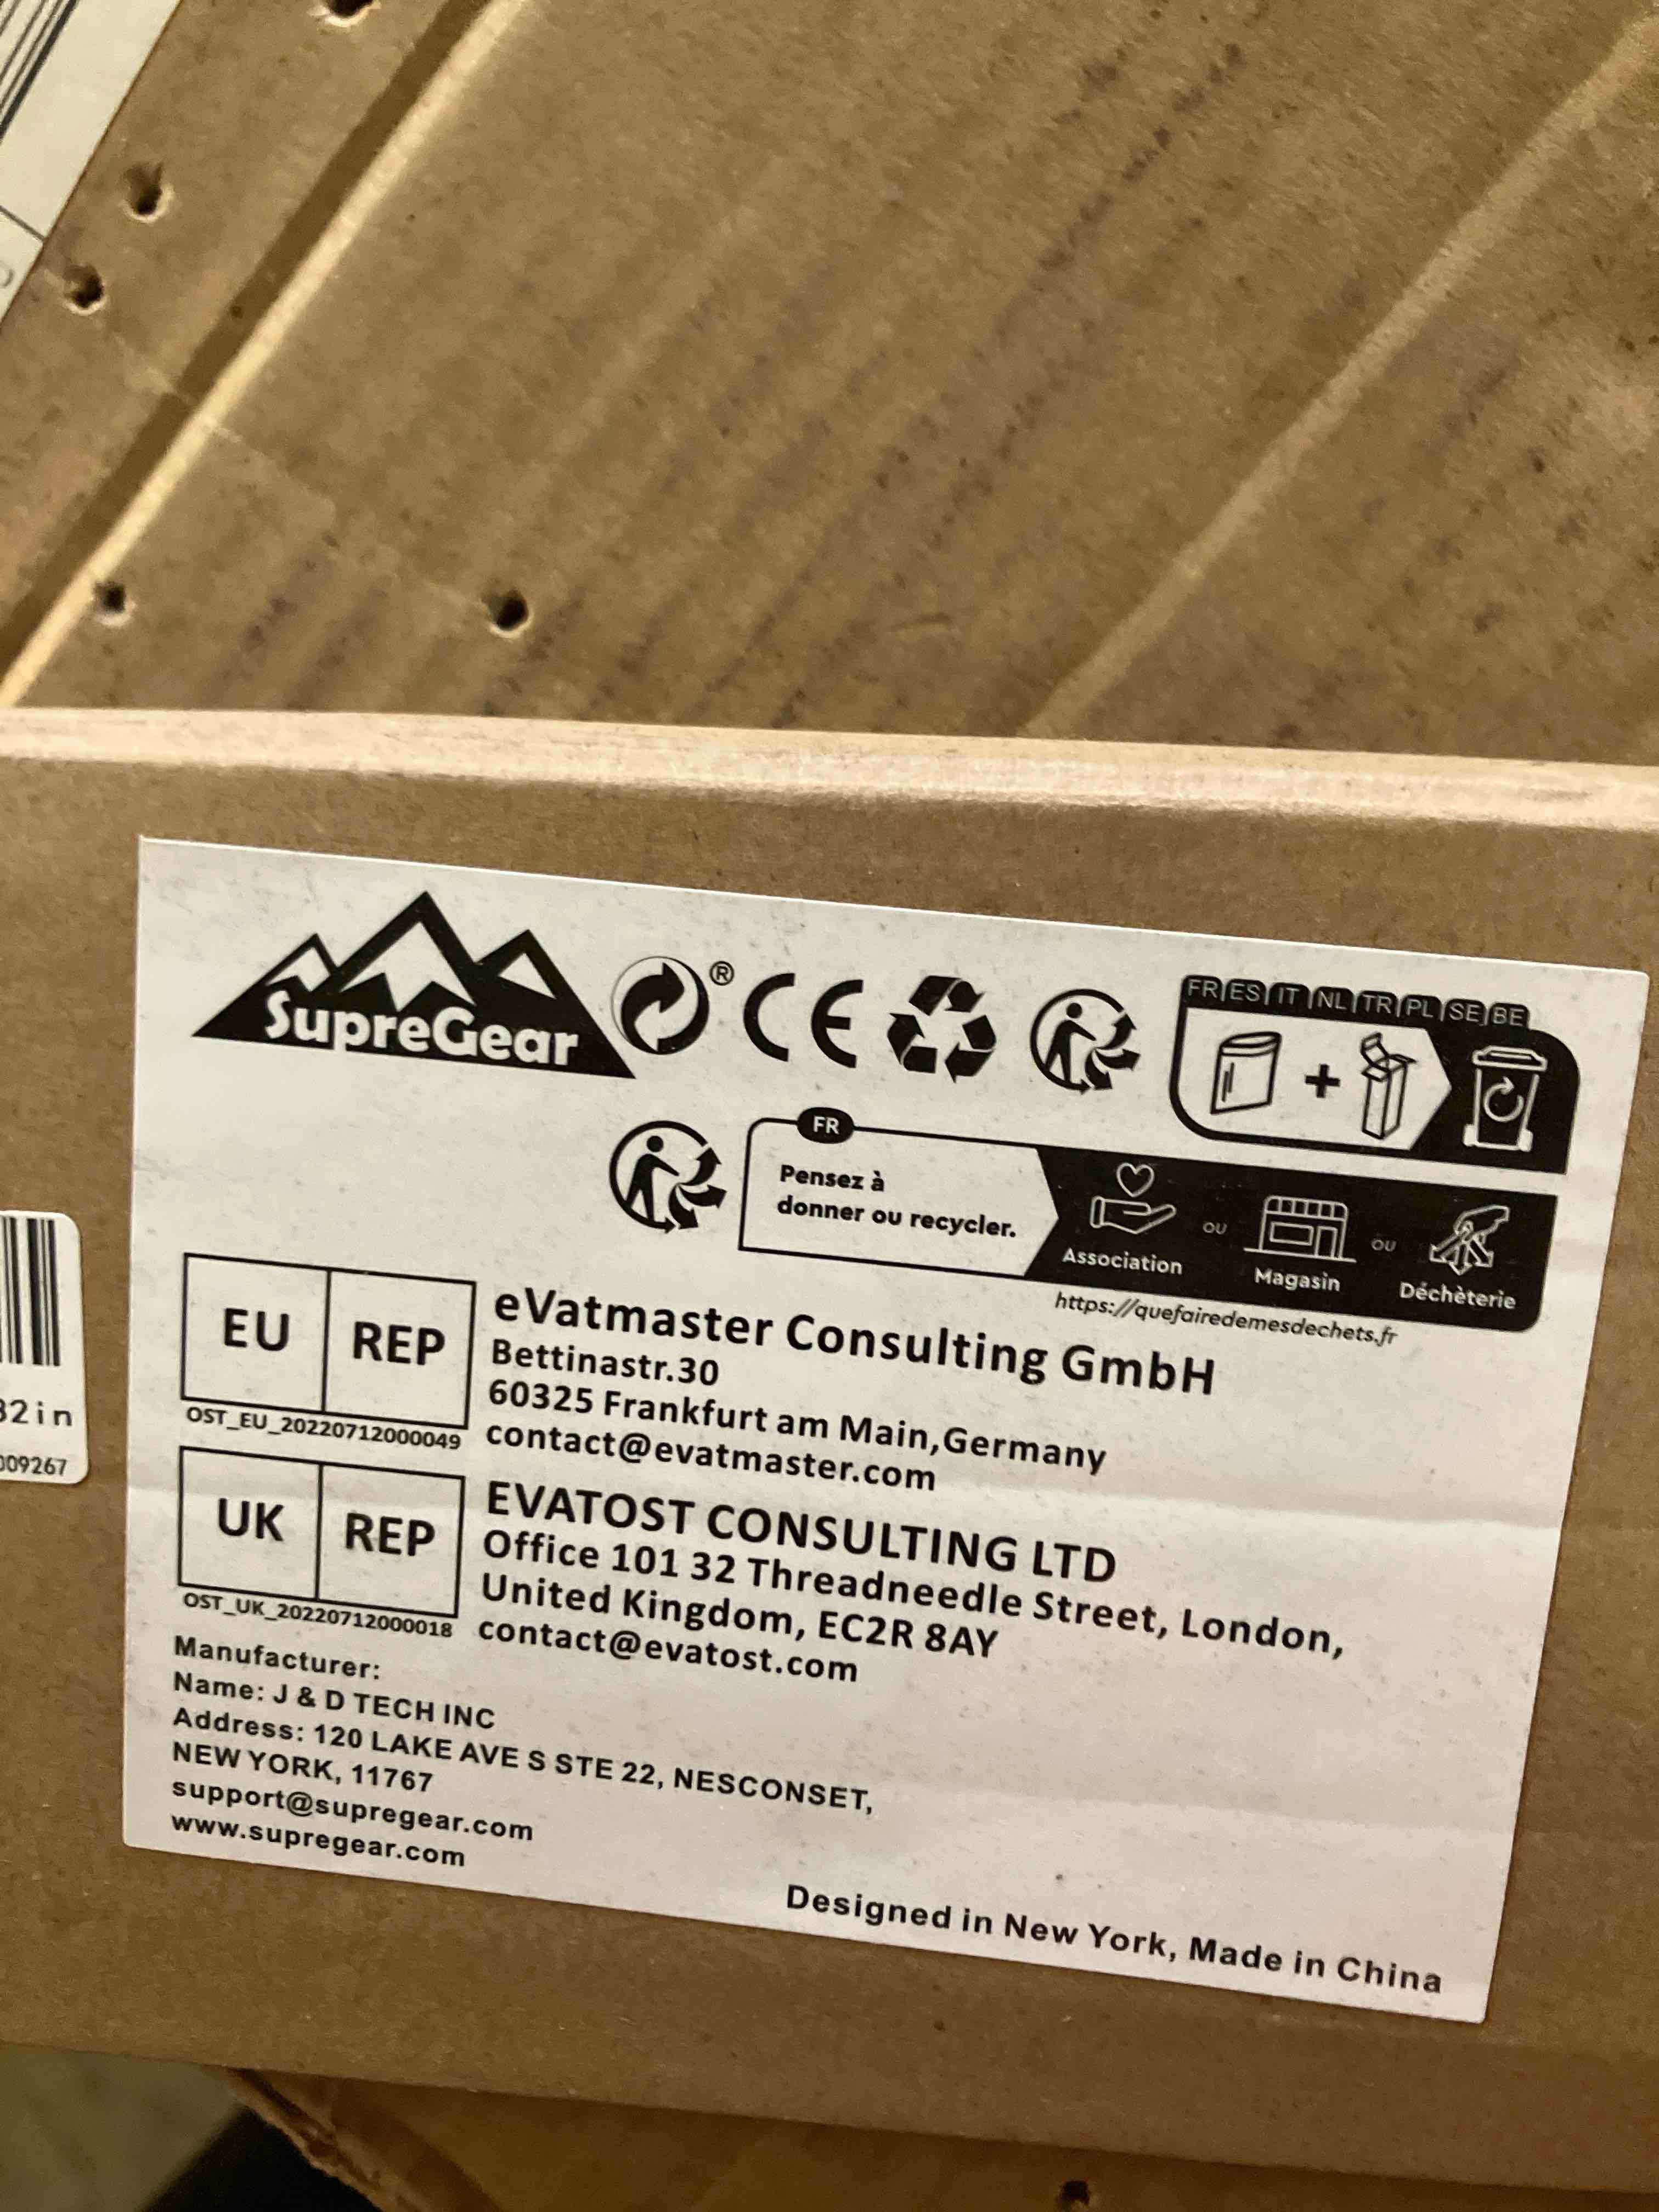 SupreGear
®
CE
FR ES IT NL TR PL SE BE
FR
Pensez à
donner ou recycler.
Association
OU
Magasin
OU
Déchèterie
https://quefairedemesdechets.fr
EU REP
OST_EU_20220712000049
eVatmaster Consulting GmbH
Bettinastr.30
60325 Frankfurt am Main,Germany
contact@evatmaster.com
UK REP
OST_UK_20220712000018
EVATOST CONSULTING LTD
Office 101 32 Threadneedle Street, London,
United Kingdom, EC2R 8AY
contact@evatost.com
Manufacturer:
Name: J & D TECH INC
Address: 120 LAKE AVE S STE 22, NESCONSET,
NEW YORK, 11767
support@supregear.com
www.supregear.com
Designed in New York, Made in China